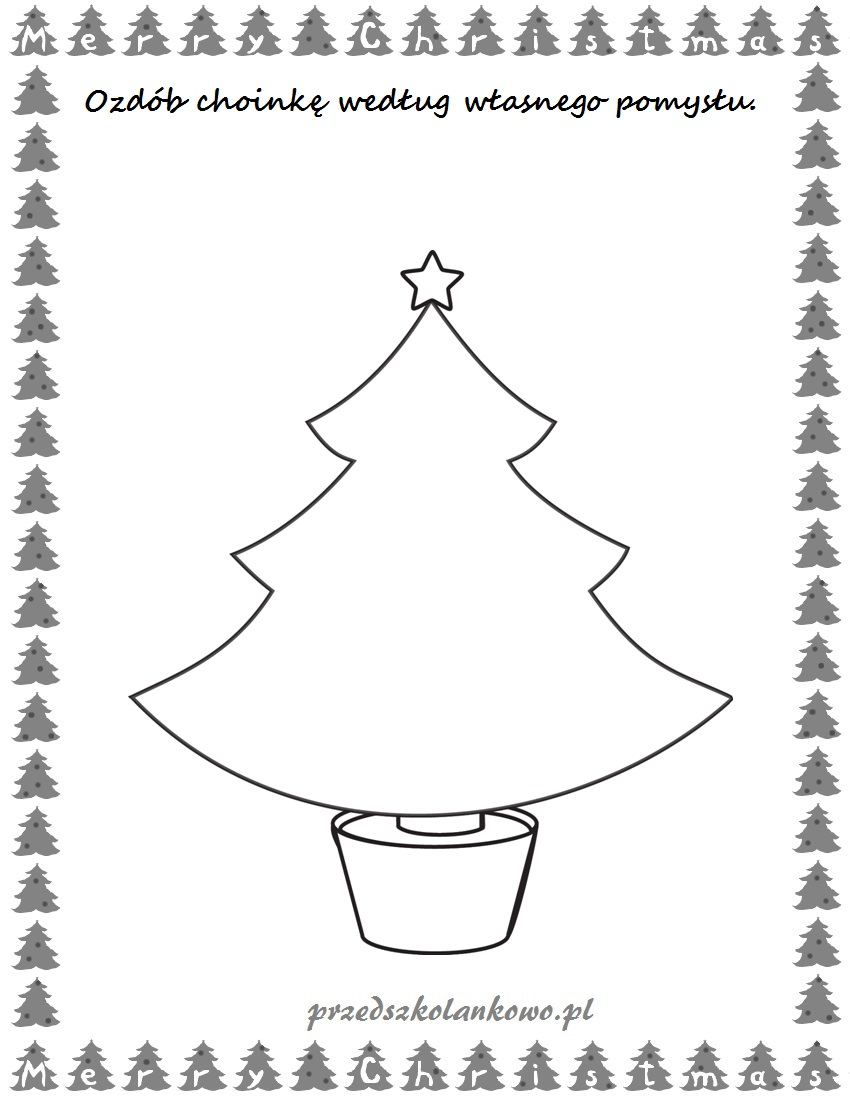 Merry Christmas
Ozdób choinkę według własnego pomysłu.
przedszkolankowo.pl
Merry Christmas